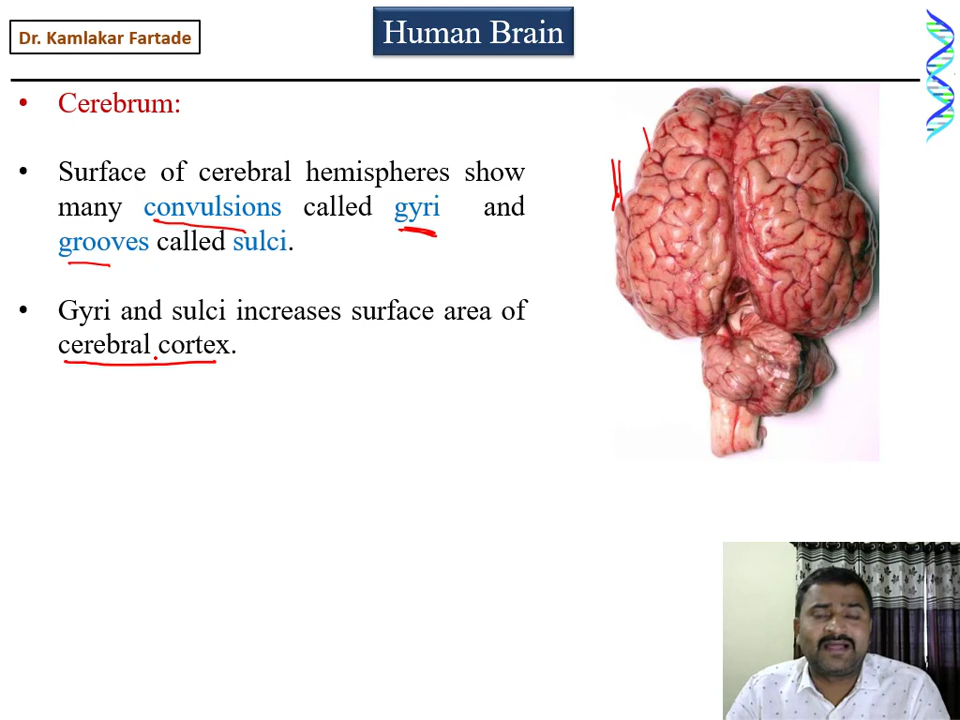 Human Brain
Dr. Kamlakar Fartade
• Cerebrum:
• Surface of cerebral hemispheres show
many convulsions called gyri and
grooves called sulci.
• Gyri and sulci increases surface area of
cerebral cortex.